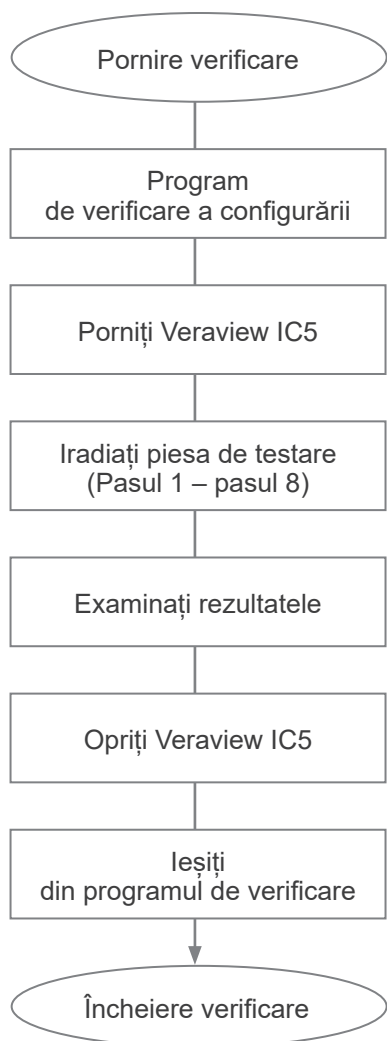 Pornire verificare
Program
de verificare a configurării
Porniți Veraview IC5
Iradiați piesa de testare
(Pasul 1 – pasul 8)
Examinați rezultatele
Opriți Veraview IC5
Ieșiți
din programul de verificare
Încheiere verificare